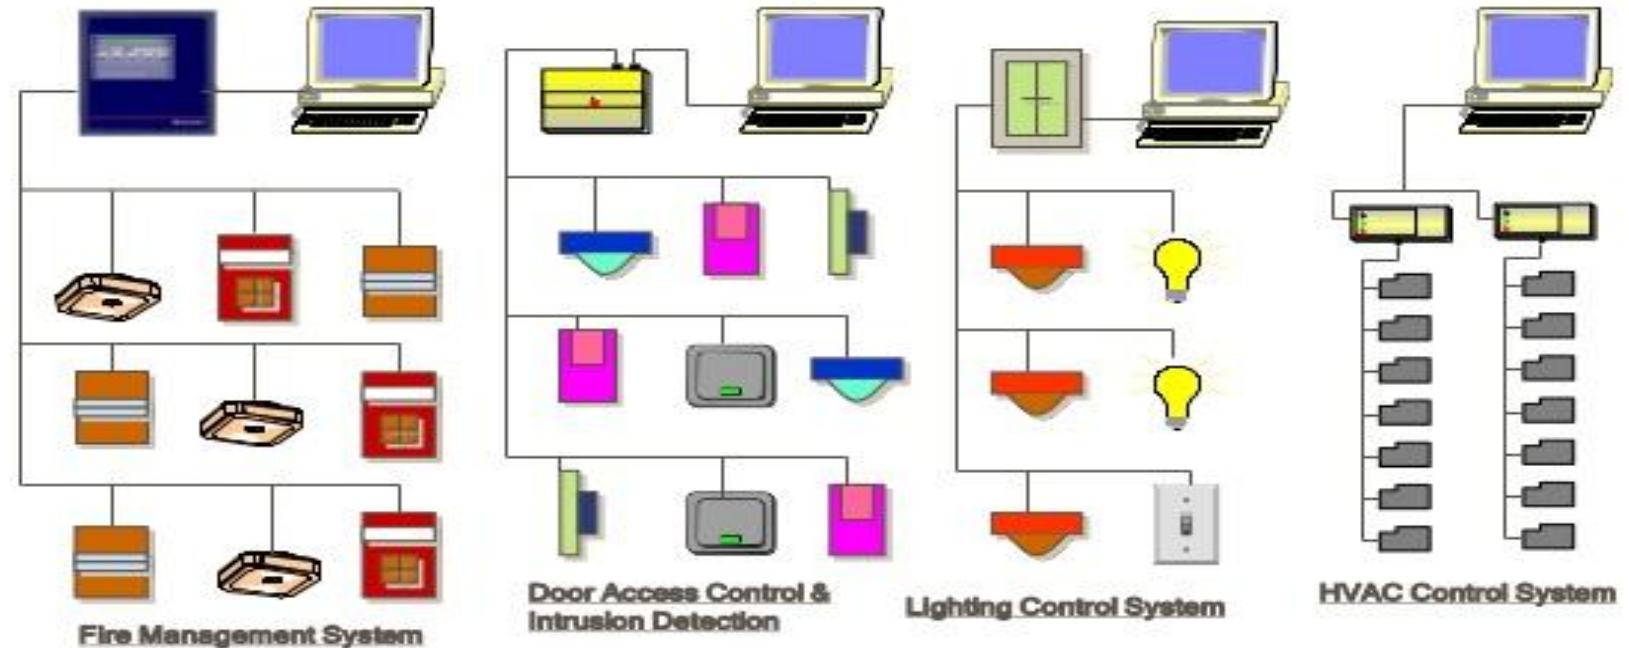 Fire Management System
Door Access Control &
Intrusion Detection
Lighting Control System
HVAC Control System